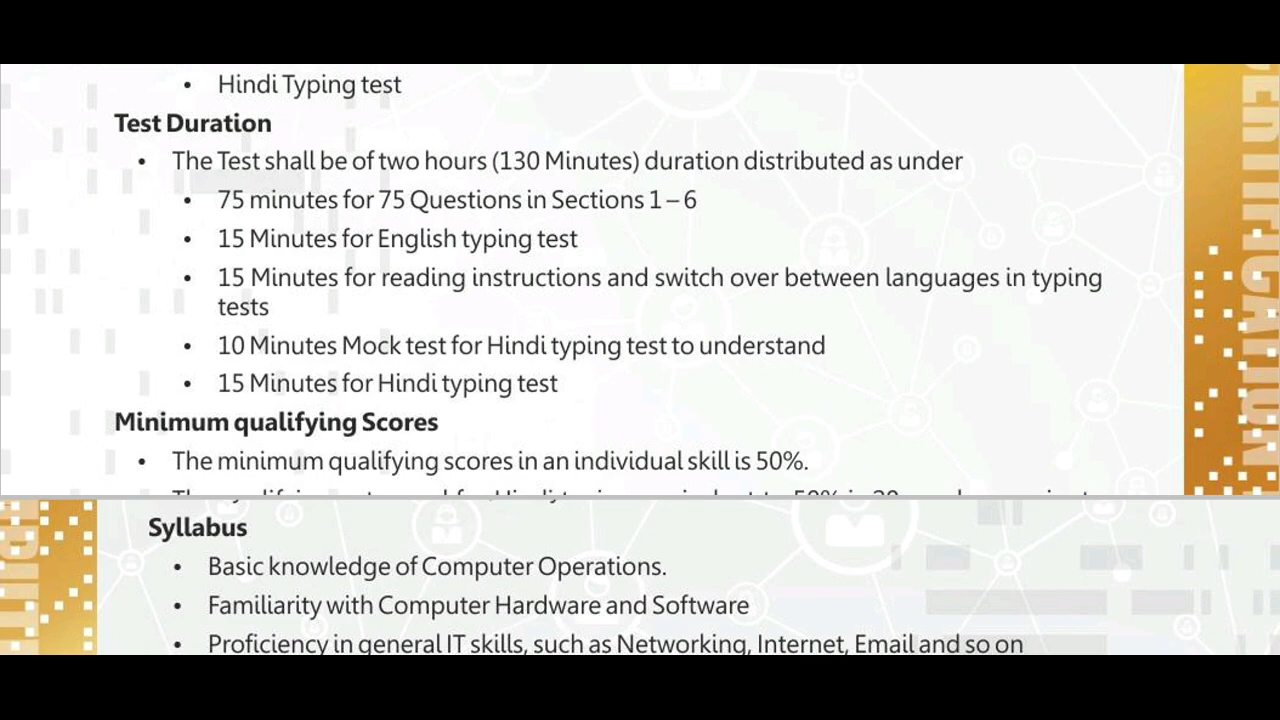 • Hindi Typing test
Test Duration
• The Test shall be of two hours (130 Minutes) duration distributed as under
• 75 minutes for 75 Questions in Sections 1 – 6
• 15 Minutes for English typing test
• 15 Minutes for reading instructions and switch over between languages in typing
tests
• 10 Minutes Mock test for Hindi typing test to understand
• 15 Minutes for Hindi typing test
Minimum qualifying Scores
• The minimum qualifying scores in an individual skill is 50%.
Syllabus
• Basic knowledge of Computer Operations.
• Familiarity with Computer Hardware and Software
• Proficiency in general IT skills, such as Networking, Internet, Email and so on